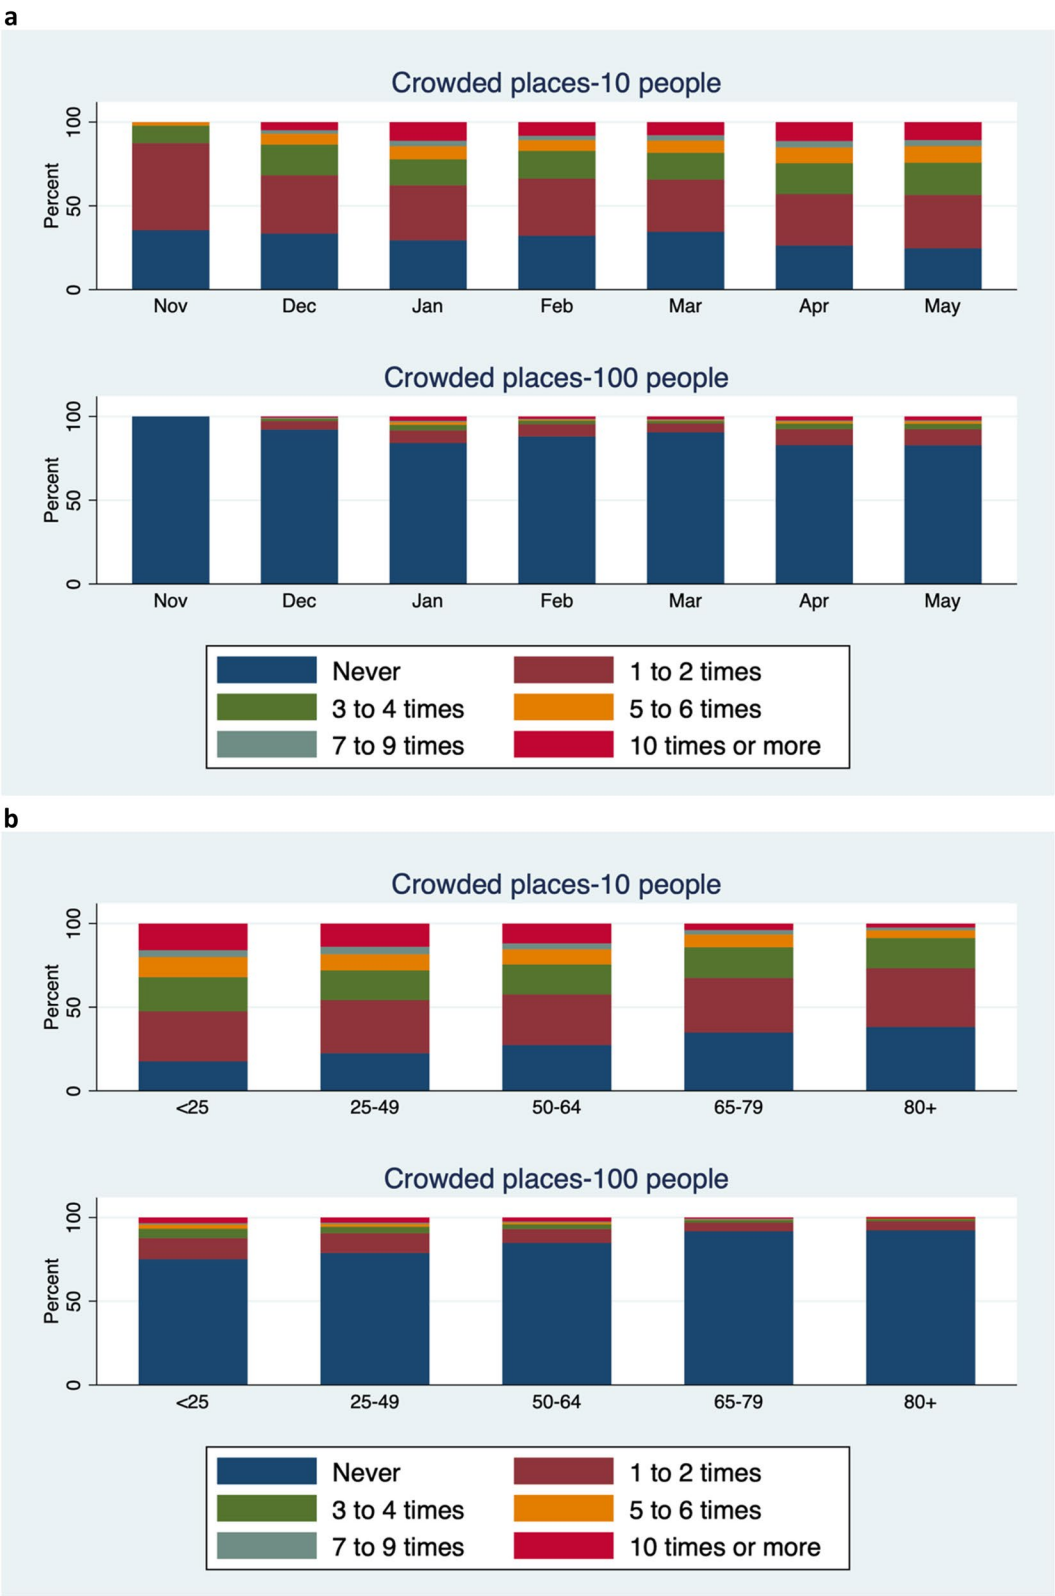 a
Crowded places-10 people
Percent
100
50
0
Nov Dec Jan Feb Mar Apr May
Crowded places-100 people
Percent
100
50
0
Nov Dec Jan Feb Mar Apr May
Never 1 to 2 times
3 to 4 times 5 to 6 times
7 to 9 times 10 times or more
b
Crowded places-10 people
Percent
100
50
0
<25 25-49 50-64 65-79 80+
Crowded places-100 people
Percent
100
50
0
<25 25-49 50-64 65-79 80+
Never 1 to 2 times
3 to 4 times 5 to 6 times
7 to 9 times 10 times or more